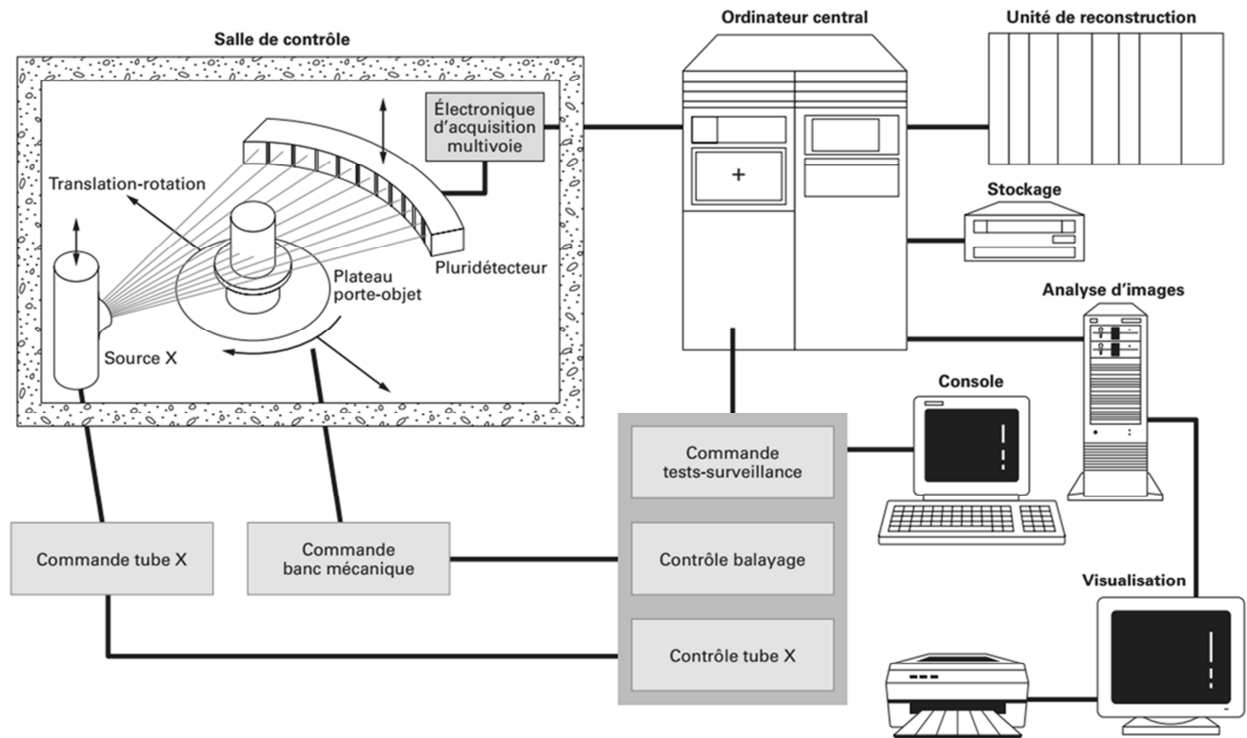 Ordinateur central
Unité de reconstruction
Salle de contrôle
Électronique
d'acquisition
multivoie
Translation-rotation
Stockage
Pluridétecteur
Plateau
porte-objet
Analyse d'images
Source X
Console
Commande
tests-surveillance
Commande tube X
Commande
banc mécanique
Contrôle balayage
Visualisation
Contrôle tube X